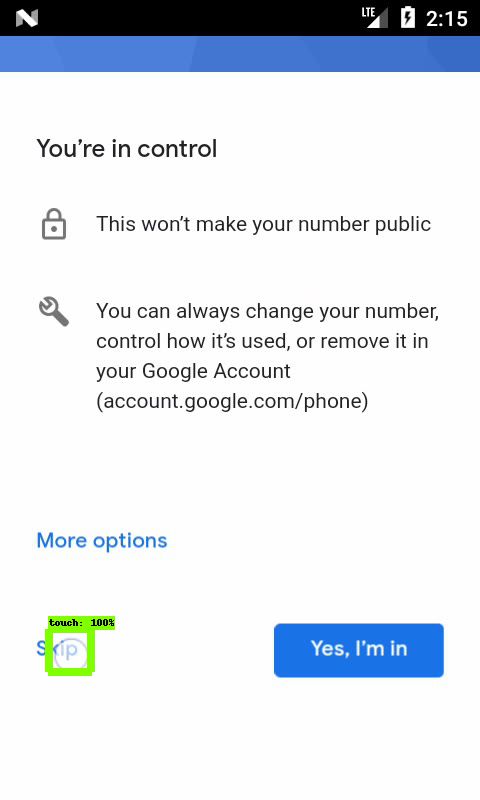 LTE 2:15
You're in control
This won't make your number public
You can always change your number,
control how it's used, or remove it in
your Google Account
(account.google.com/phone)
More options
touch: 100%
Skip
Yes, I'm in